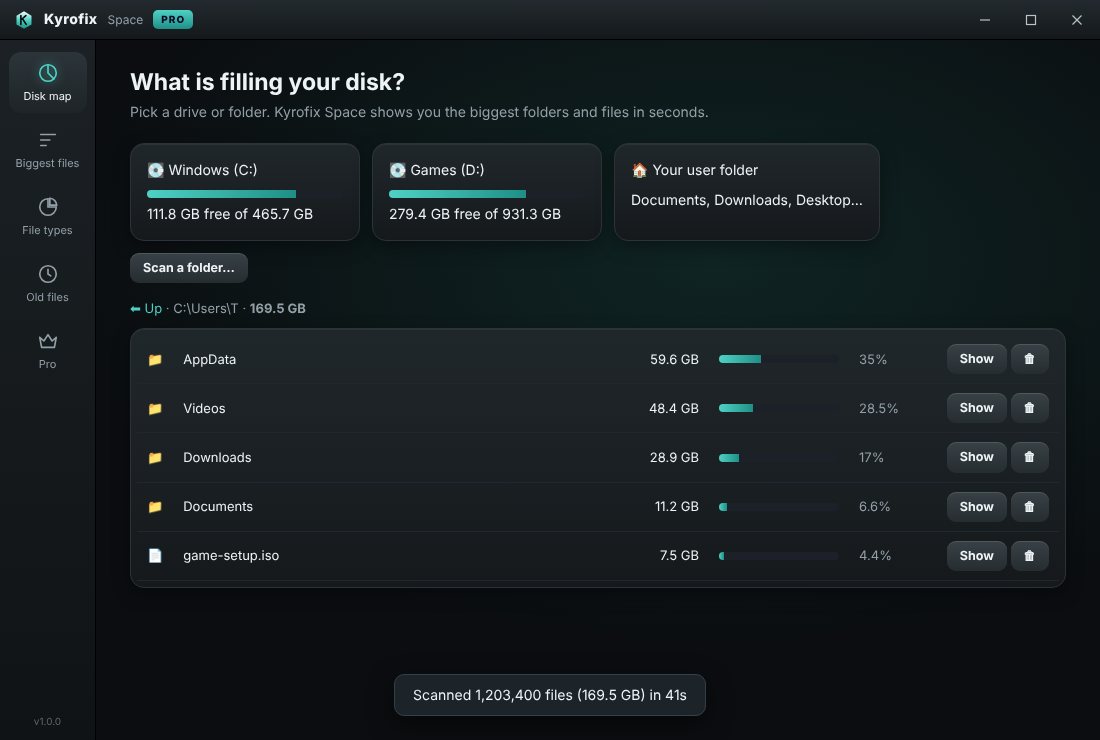 Kyrofix Space PRO
Disk map
Biggest files
File types
Old files
Pro
v1.0.0
What is filling your disk?
Pick a drive or folder. Kyrofix Space shows you the biggest folders and files in seconds.
Windows (C:)
111.8 GB free of 465.7 GB
Games (D:)
279.4 GB free of 931.3 GB
Your user folder
Documents, Downloads, Desktop...
Scan a folder...
Up · C:\Users\T · 169.5 GB
AppData 59.6 GB 35% Show
Videos 48.4 GB 28.5% Show
Downloads 28.9 GB 17% Show
Documents 11.2 GB 6.6% Show
game-setup.iso 7.5 GB 4.4% Show
Scanned 1,203,400 files (169.5 GB) in 41s